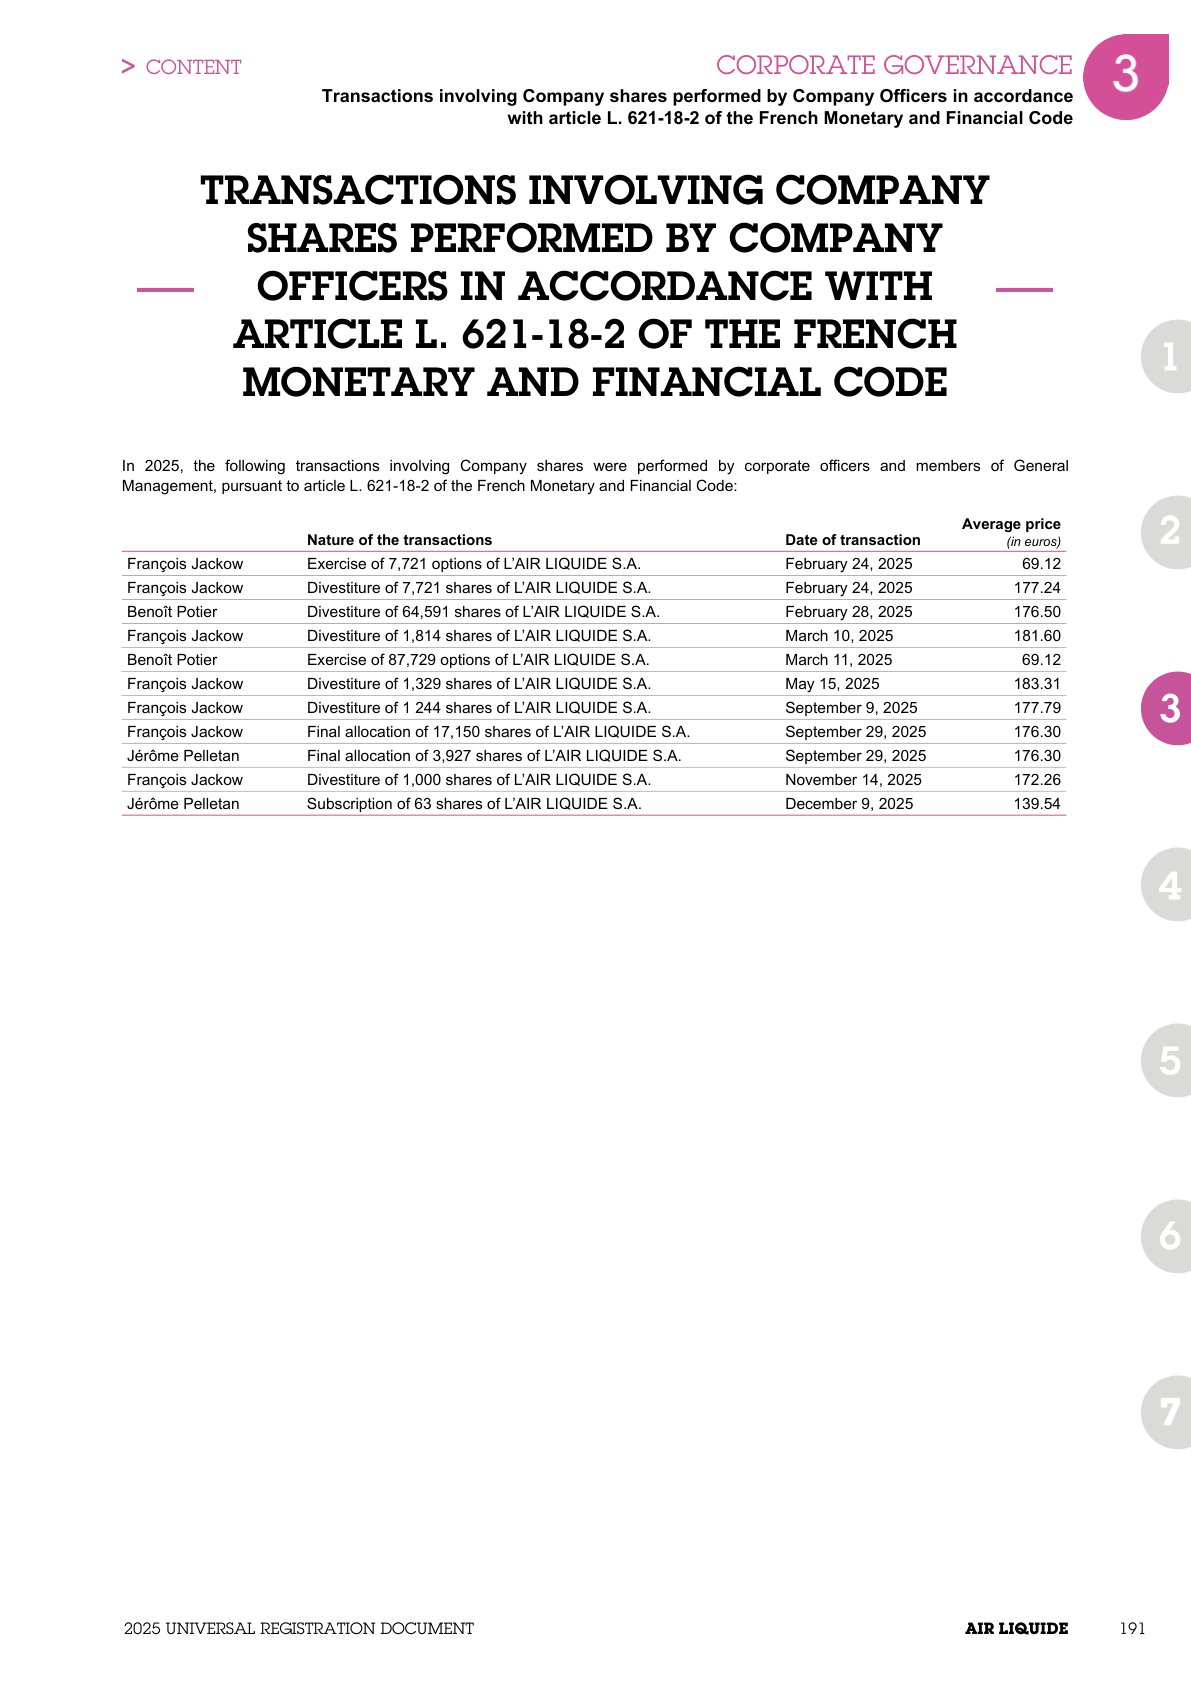 > CONTENT
CORPORATE GOVERNANCE
3
Transactions involving Company shares performed by Company Officers in accordance
with article L. 621-18-2 of the French Monetary and Financial Code
TRANSACTIONS INVOLVING COMPANY
SHARES PERFORMED BY COMPANY
OFFICERS IN ACCORDANCE WITH
ARTICLE L. 621-18-2 OF THE FRENCH
MONETARY AND FINANCIAL CODE
In 2025, the following transactions involving Company shares were performed by corporate officers and members of General
Management, pursuant to article L. 621-18-2 of the French Monetary and Financial Code:
Nature of the transactions Date of transaction Average price
(in euros)
François Jackow Exercise of 7,721 options of L’AIR LIQUIDE S.A. February 24, 2025 69.12
François Jackow Divestiture of 7,721 shares of L’AIR LIQUIDE S.A. February 24, 2025 177.24
Benoît Potier Divestiture of 64,591 shares of L’AIR LIQUIDE S.A. February 28, 2025 176.50
François Jackow Divestiture of 1,814 shares of L’AIR LIQUIDE S.A. March 10, 2025 181.60
Benoît Potier Exercise of 87,729 options of L’AIR LIQUIDE S.A. March 11, 2025 69.12
François Jackow Divestiture of 1,329 shares of L’AIR LIQUIDE S.A. May 15, 2025 183.31
François Jackow Divestiture of 1 244 shares of L’AIR LIQUIDE S.A. September 9, 2025 177.79
François Jackow Final allocation of 17,150 shares of L’AIR LIQUIDE S.A. September 29, 2025 176.30
Jérôme Pelletan Final allocation of 3,927 shares of L’AIR LIQUIDE S.A. September 29, 2025 176.30
François Jackow Divestiture of 1,000 shares of L’AIR LIQUIDE S.A. November 14, 2025 172.26
Jérôme Pelletan Subscription of 63 shares of L’AIR LIQUIDE S.A. December 9, 2025 139.54
1
2
3
4
5
6
7
2025 UNIVERSAL REGISTRATION DOCUMENT AIR LIQUIDE 191